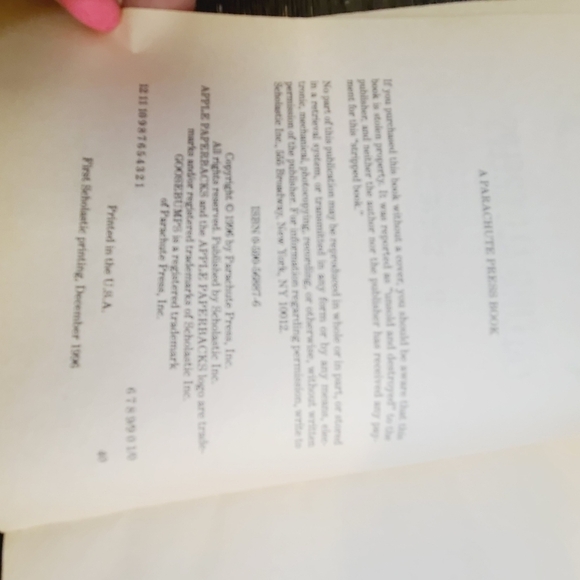 A PARACHUTE PRESS BOOK
If you purchased this book without a cover, you should be aware that this
book is stolen property. It was reported as "unsold and destroyed" to the
publisher, and neither the author nor the publisher has received any pay-
ment for this "stripped book."
No part of this publication may be reproduced in whole or in part, or stored
in a retrieval system, or transmitted in any form or by any means, elec-
tronic, mechanical, photocopying, recording, or otherwise, without written
permission of the publisher. For information regarding permission, write to
Scholastic Inc., 555 Broadway, New York, NY 10012.
ISBN
Copyright © 1996 by Parachute Press, Inc.
All rights reserved. Published by Scholastic Inc.
APPLE PAPERBACKS and the APPLE PAPERBACKS logo are trade-
marks and/or registered trademarks of Scholastic Inc.
GOOSEBUMPS is a registered trademark
of Parachute Press, Inc.
12 11 10 9 8 7 6 5 4 3 2 1 6 7 8 9/9 0 1/0
Printed in the U.S.A. 40
First Scholastic printing, December 1996